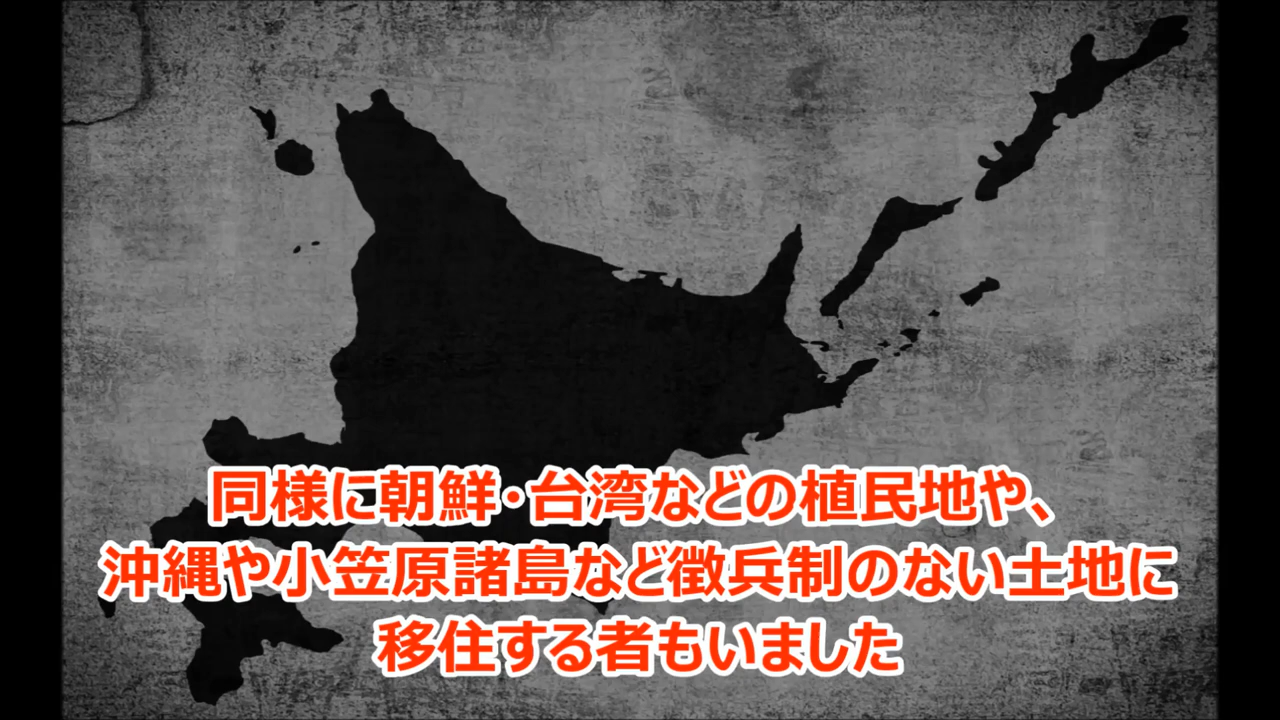 同様に朝鮮・台湾などの植民地や、
沖縄や小笠原諸島など徴兵制のない土地に
移住する者もいました